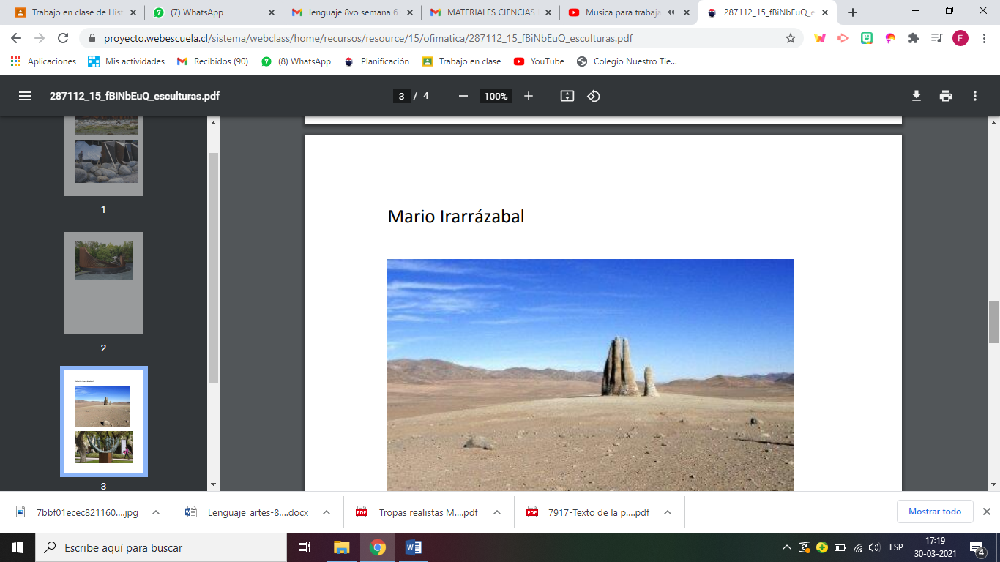 Trabajo en clase de Hist
(7) WhatsApp
lenguaje 8vo semana 6
MATERIALES CIENCIAS
Musica para trabaja
287112_15_fBiNbEuQ_e
proyecto.webescuela.cl/sistema/webclass/home/recursos/resource/15/ofimatica/287112_15_fBiNbEuQ_esculturas.pdf
F
Aplicaciones
Mis actividades
Recibidos (90)
(8) WhatsApp
Planificación
Trabajo en clase
YouTube
Colegio Nuestro Tie...
287112_15_fBiNbEuQ_esculturas.pdf
3 / 4
100%
1
2
Mario Irarrázabal
3
Mario Irarrázabal
7bbf01ecec821160....jpg
Lenguaje_artes-8....docx
PDF
Tropas realistas M....pdf
PDF
7917-Texto de la p....pdf
Mostrar todo
Escribe aquí para buscar
ESP
17:19
30-03-2021
4